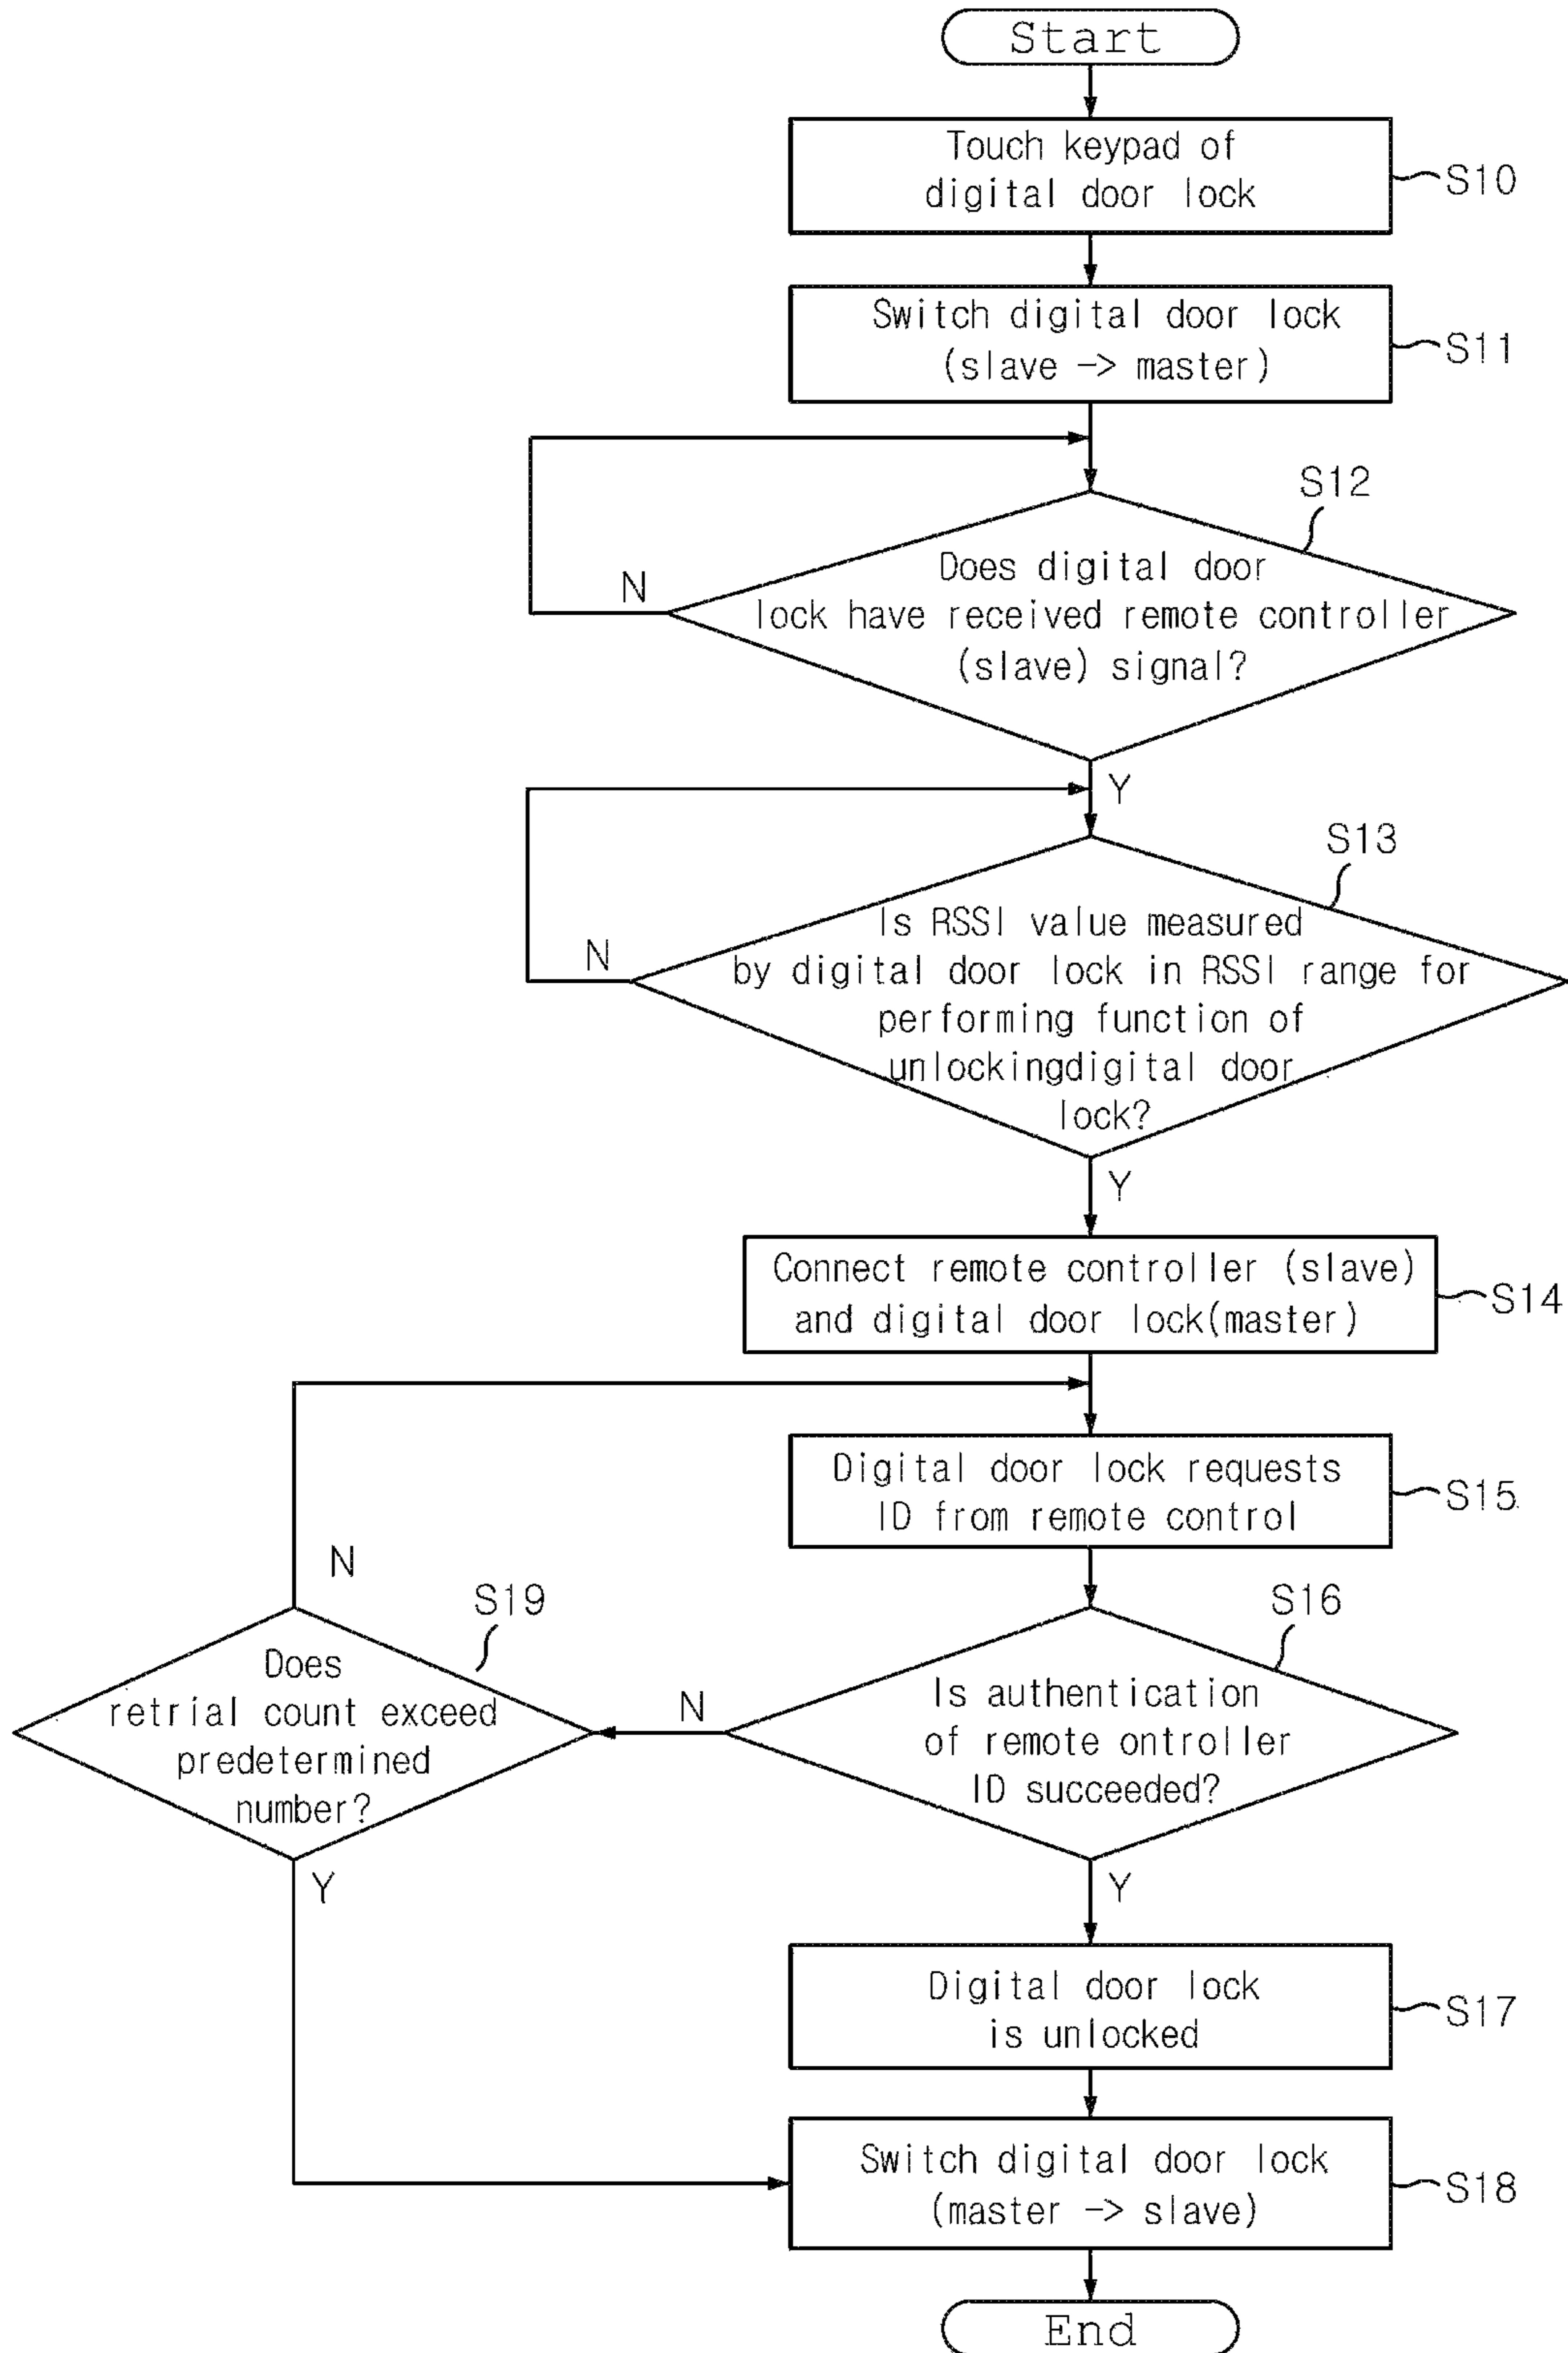 Start
Touch keypad of
digital door lock
S10
Switch digital door lock
(slave -> master)
S11
S12
Does digital door
lock have received remote controller
(slave) signal?
N
Y
S13
Is RSSI value measured
by digital door lock in RSSI range for
performing function of
unlockingdigital door
lock?
N
Y
Connect remote controller (slave)
and digital door lock(master)
S14
Digital door lock requests
ID from remote control
S15
N
S19
Does
retrial count exceed
predetermined
number?
N
S16
Is authentication
of remote ontroller
ID succeeded?
Y
Y
Digital door lock
is unlocked
S17
Switch digital door lock
(master -> slave)
S18
End